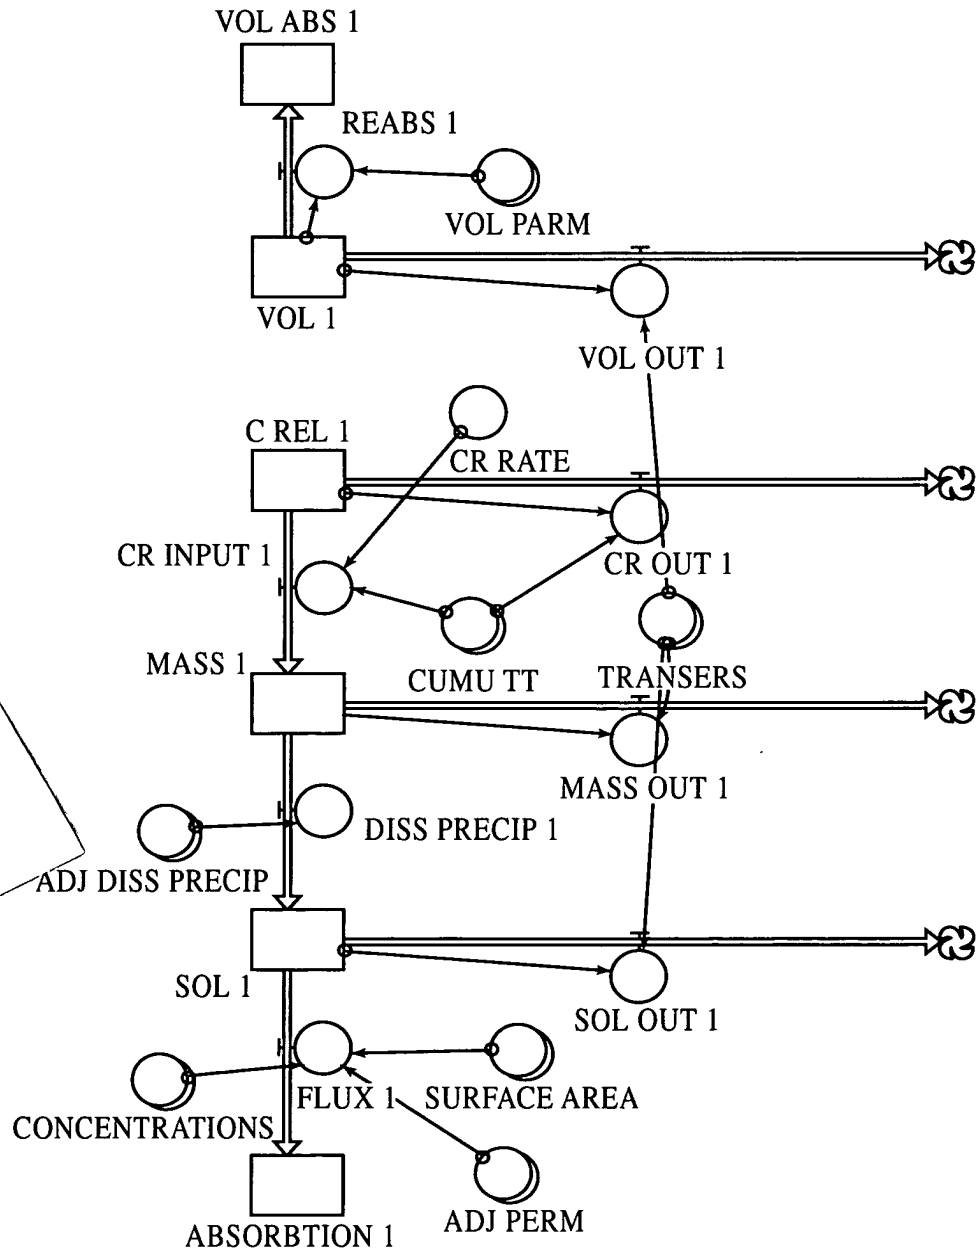 VOL ABS 1
REABS 1
VOL PARM
VOL 1
VOL OUT 1
C REL 1
CR RATE
CR INPUT 1
CR OUT 1
MASS 1
CUMU TT
TRANSERS
MASS OUT 1
DISS PRECIP 1
ADJ DISS PRECIP
SOL 1
SOL OUT 1
FLUX 1
SURFACE AREA
CONCENTRATIONS
ADJ PERM
ABSORBTION 1